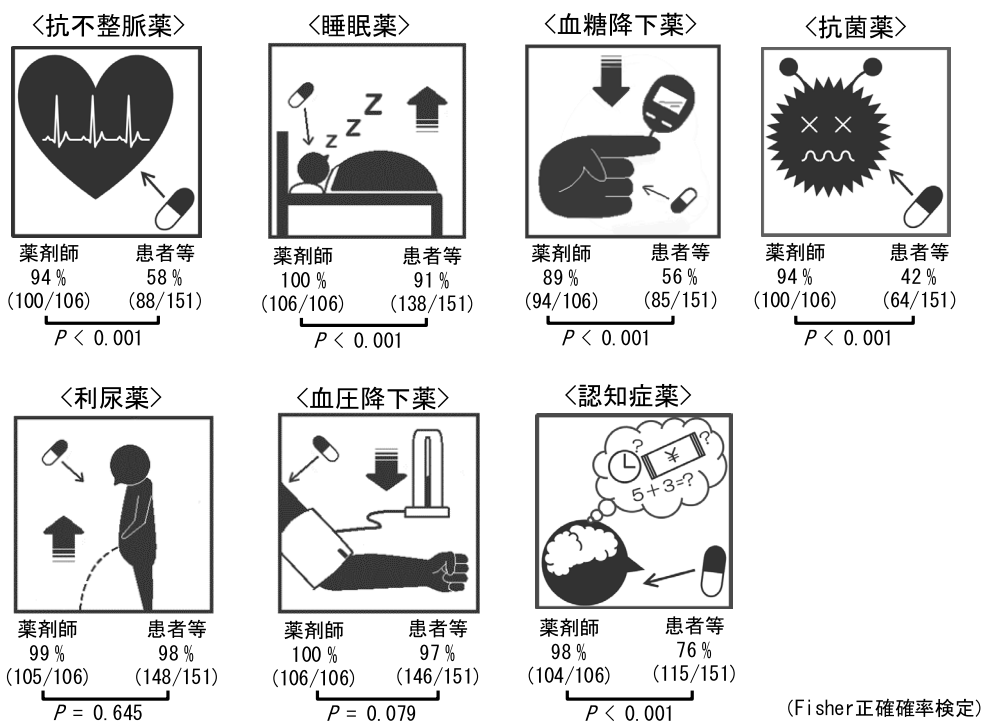 <抗不整脈薬> <睡眠薬> <血糖降下薬> <抗菌薬>
z z Z
薬剤師 患者等 薬剤師 患者等 薬剤師 患者等 薬剤師 患者等
94% 58% 100% 91% 89% 56% 94% 42%
(100/106) (88/151) (106/106) (138/151) (94/106) (85/151) (100/106) (64/151)
P < 0.001 P < 0.001 P < 0.001 P < 0.001
<利尿薬> <血圧降下薬> <認知症薬>
? ¥ ?
5+3=?
薬剤師 患者等 薬剤師 患者等 薬剤師 患者等
99% 98% 100% 97% 98% 76%
(105/106) (148/151) (106/106) (146/151) (104/106) (115/151)
P = 0.645 P = 0.079 P < 0.001
(Fisher正確確率検定)